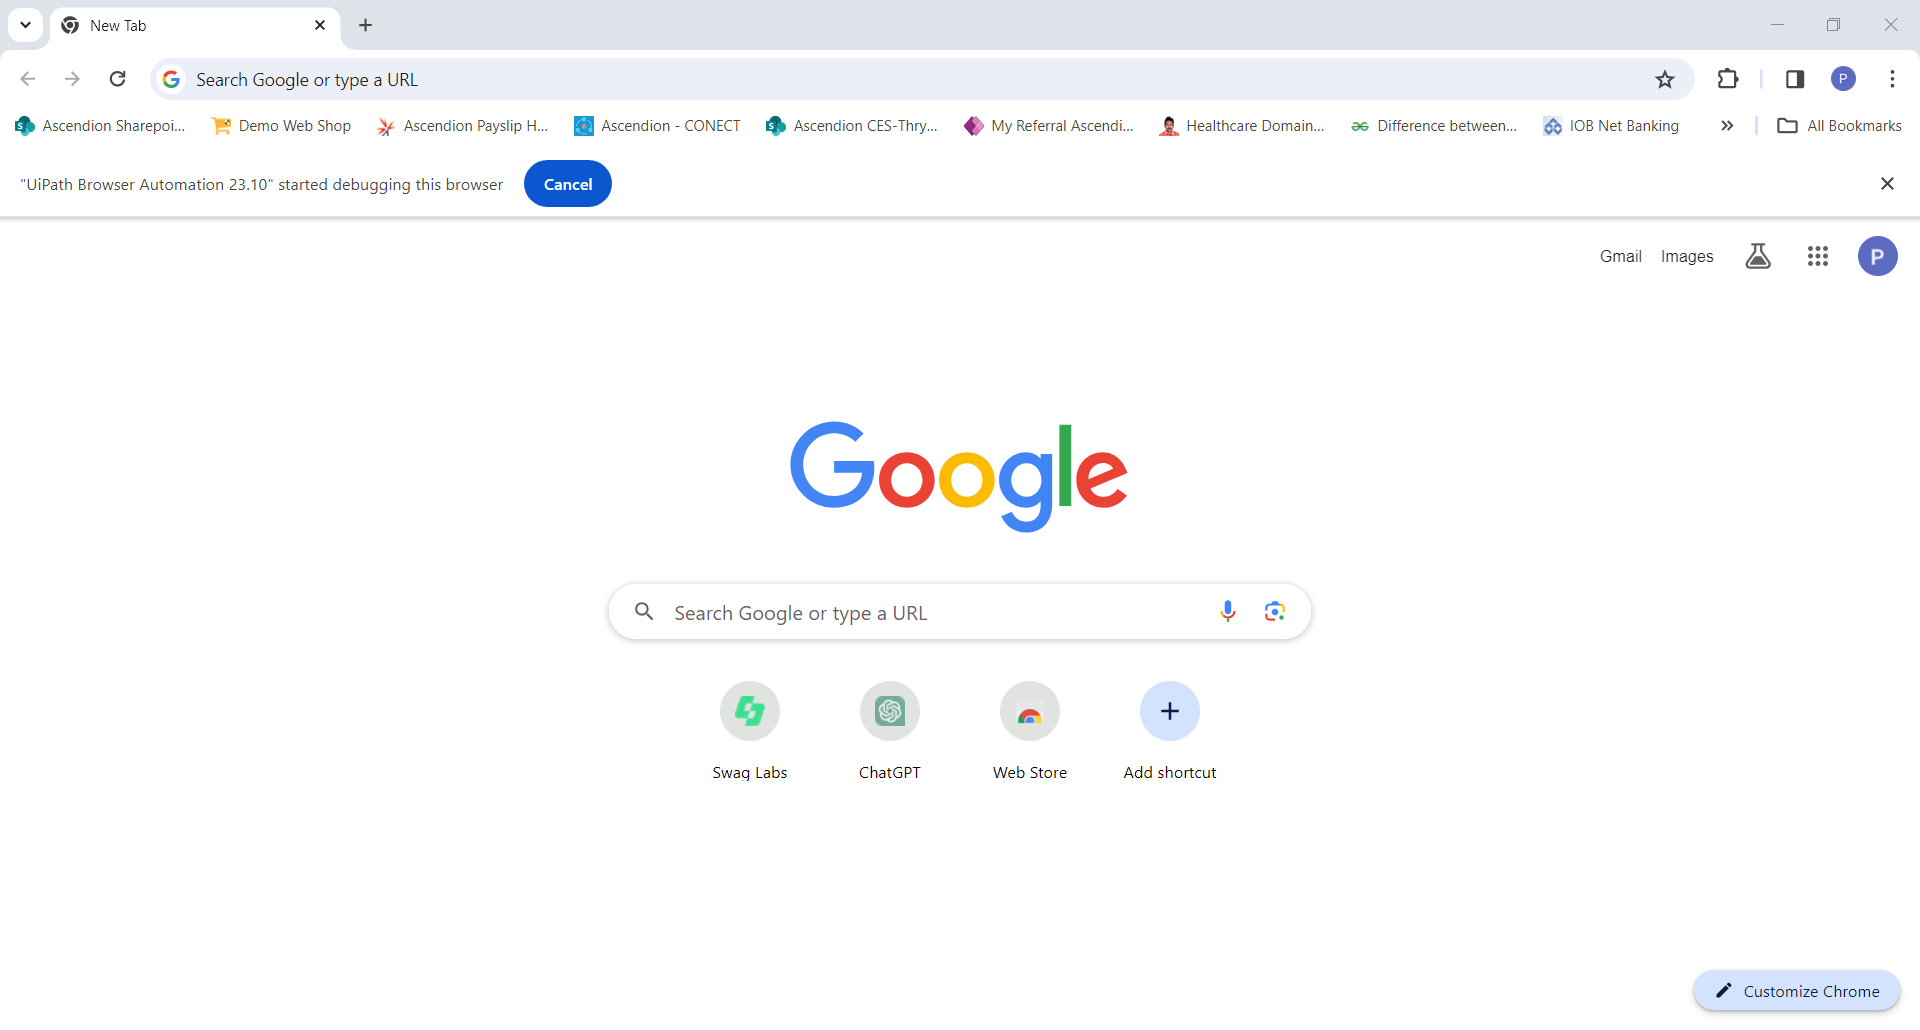 New Tab
Search Google or type a URL
Ascendion Sharepoi... Demo Web Shop Ascendion Payslip H... Ascendion - CONECT Ascendion CES-Thry... My Referral Ascendi... Healthcare Domain... Difference between... IOB Net Banking All Bookmarks
"UiPath Browser Automation 23.10" started debugging this browser Cancel
Gmail Images P
Google
Search Google or type a URL
Swag Labs ChatGPT Web Store Add shortcut
Customize Chrome